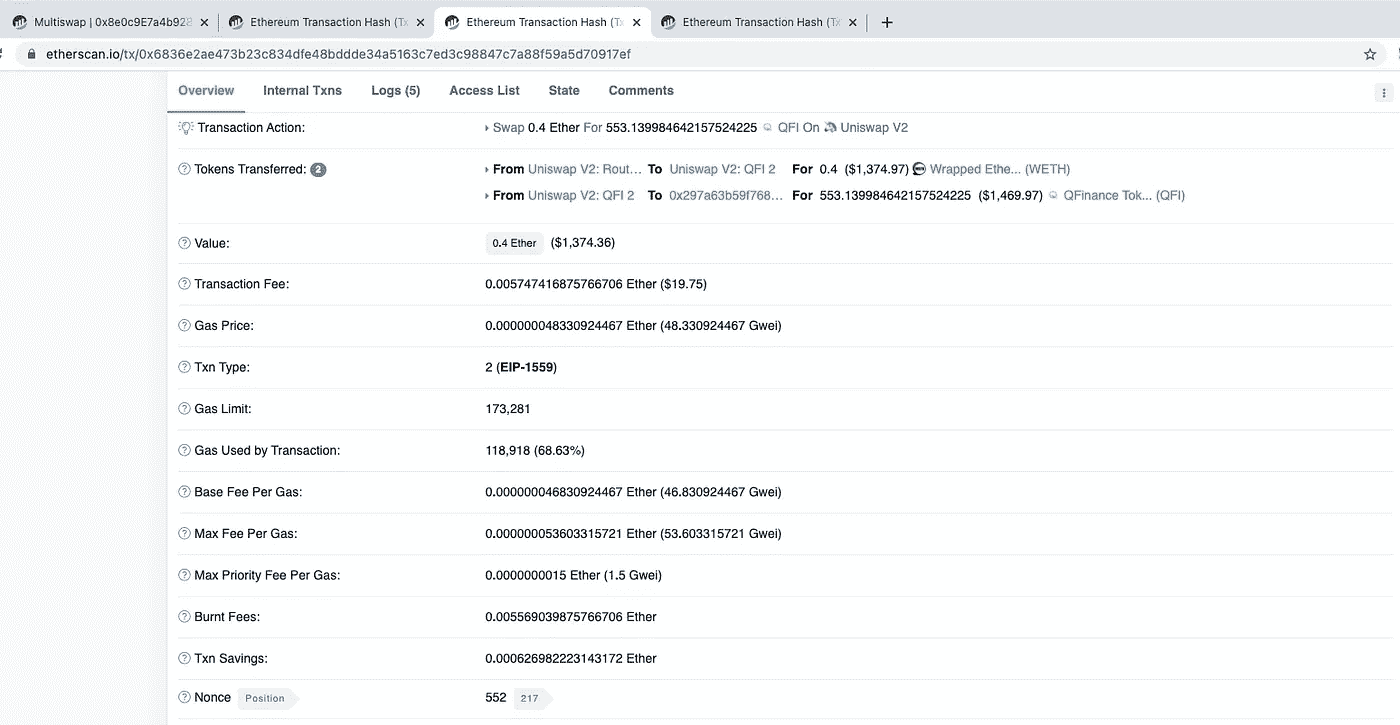 Multiswap | 0x8e0c9E7a4b928
Ethereum Transaction Hash (Tx
Ethereum Transaction Hash (Tx
Ethereum Transaction Hash (Tx
etherscan.io/tx/0x6836e2ae473b23c834dfe48bddde34a5163c7ed3c98847c7a88f59a5d70917ef
Overview Internal Txns Logs (5) Access List State Comments
Transaction Action: Swap 0.4 Ether For 553.139984642157524225 QFI On Uniswap V2
Tokens Transferred: 2 From Uniswap V2: Rout... To Uniswap V2: QFI 2 For 0.4 ($1,374.97) Wrapped Ethe... (WETH)
From Uniswap V2: QFI 2 To 0x297a63b59f768... For 553.139984642157524225 ($1,469.97) QFinance Tok... (QFI)
Value: 0.4 Ether ($1,374.36)
Transaction Fee: 0.005747416875766706 Ether ($19.75)
Gas Price: 0.000000048330924467 Ether (48.330924467 Gwei)
Txn Type: 2 (EIP-1559)
Gas Limit: 173,281
Gas Used by Transaction: 118,918 (68.63%)
Base Fee Per Gas: 0.000000046830924467 Ether (46.830924467 Gwei)
Max Fee Per Gas: 0.000000053603315721 Ether (53.603315721 Gwei)
Max Priority Fee Per Gas: 0.0000000015 Ether (1.5 Gwei)
Burnt Fees: 0.005569039875766706 Ether
Txn Savings: 0.000626982223143172 Ether
Nonce Position 552 217